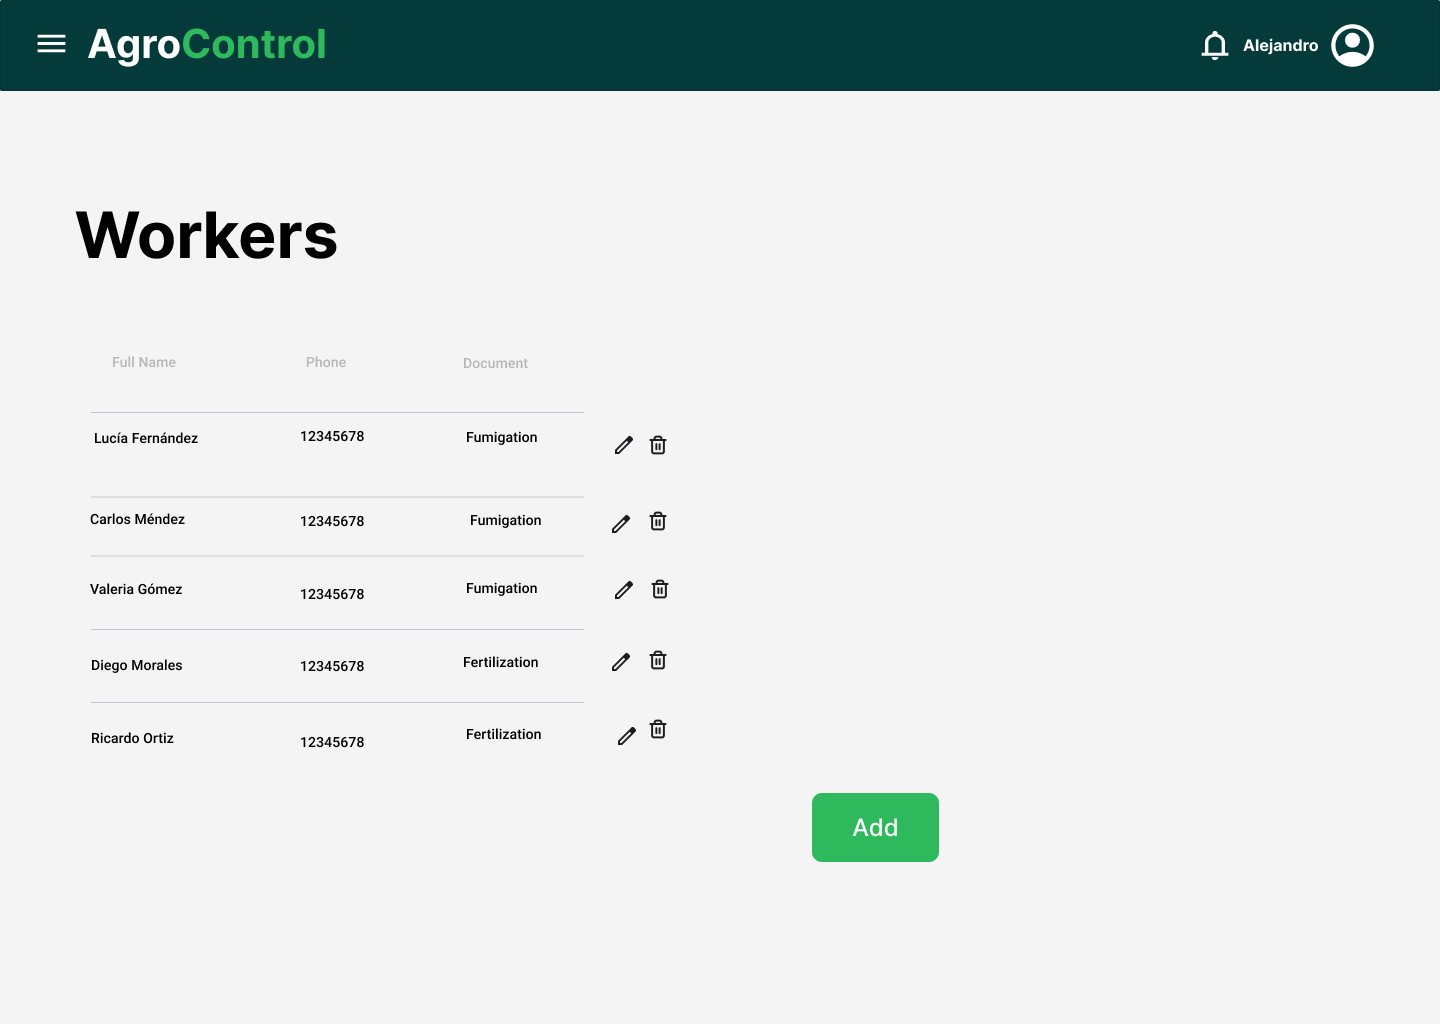 AgroControl
Alejandro
Workers
Full Name Phone Document
Lucía Fernández 12345678 Fumigation
Carlos Méndez 12345678 Fumigation
Valeria Gómez 12345678 Fumigation
Diego Morales 12345678 Fertilization
Ricardo Ortiz 12345678 Fertilization
Add